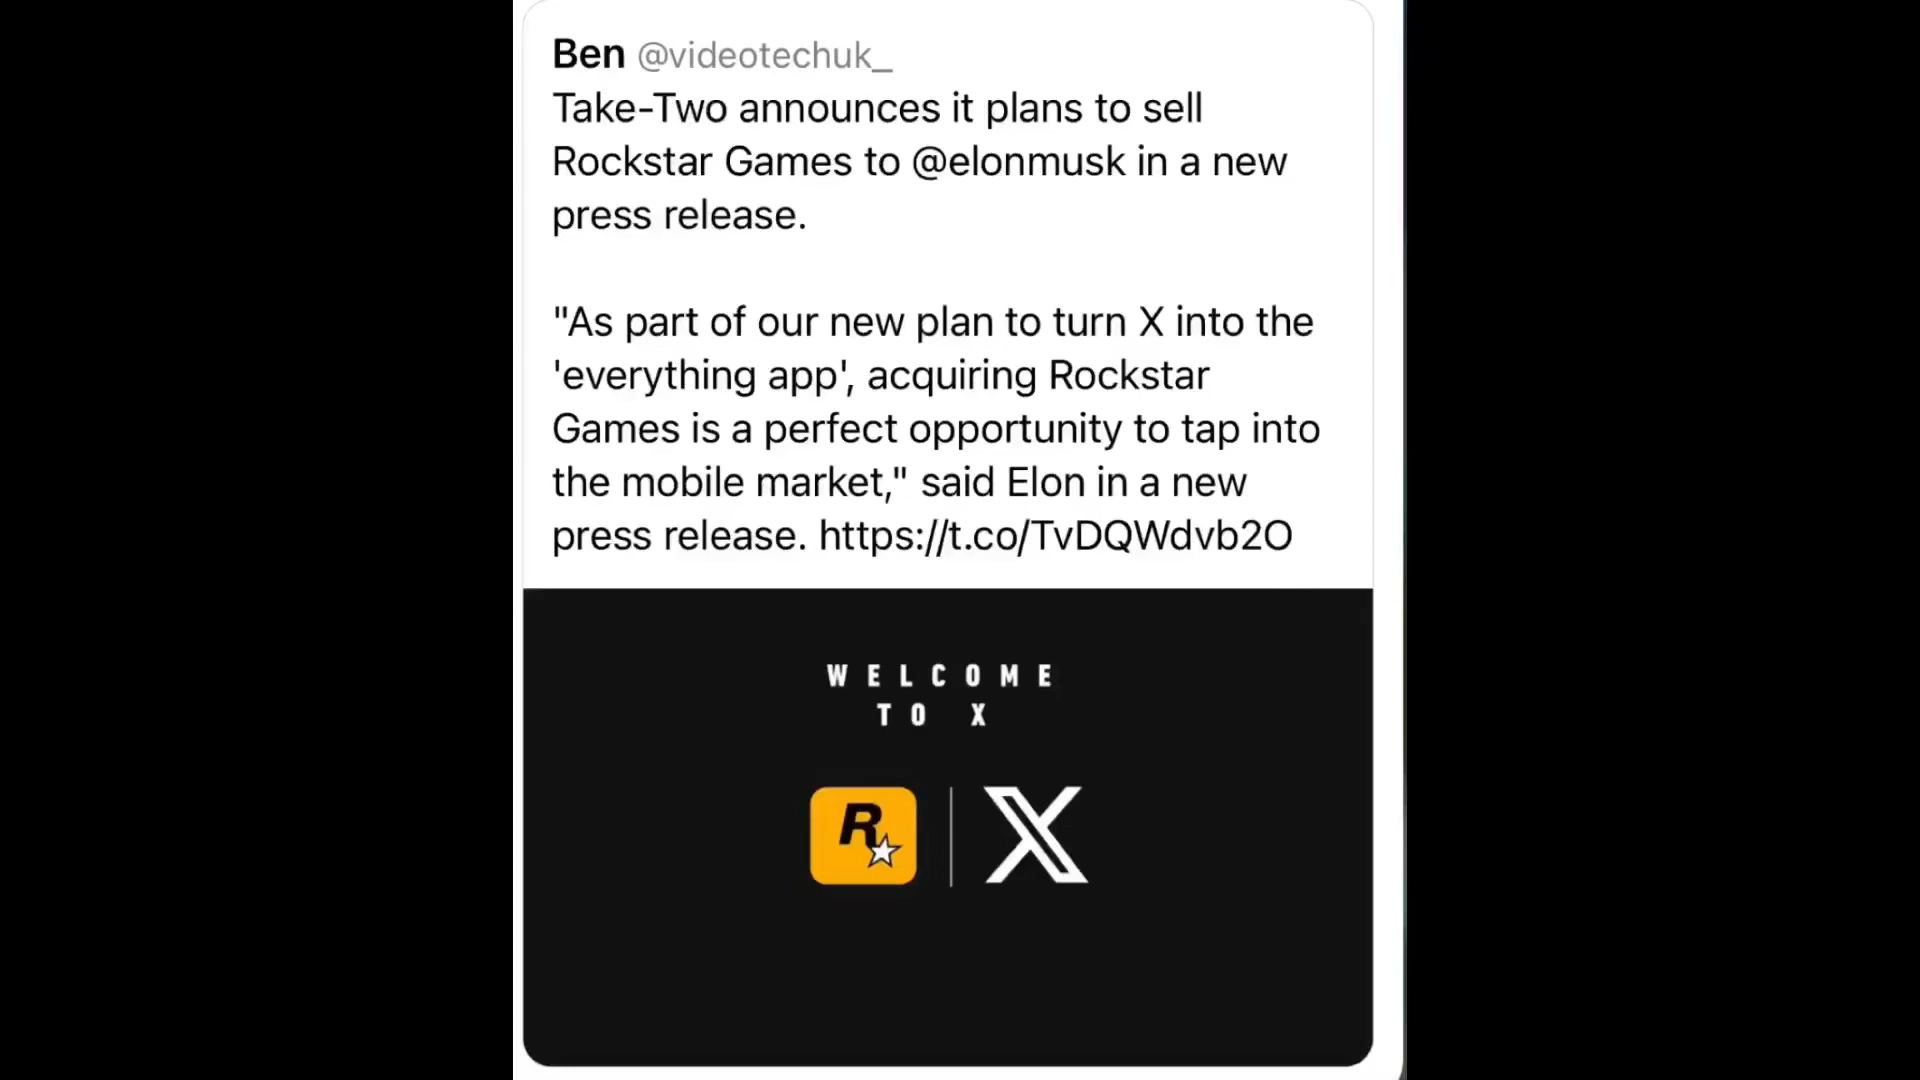 Ben @videotechuk_
Take-Two announces it plans to sell
Rockstar Games to @elonmusk in a new
press release.
"As part of our new plan to turn X into the
'everything app', acquiring Rockstar
Games is a perfect opportunity to tap into
the mobile market," said Elon in a new
press release. https://t.co/TvDQWdvb2O
WELCOME
TO X
R
X